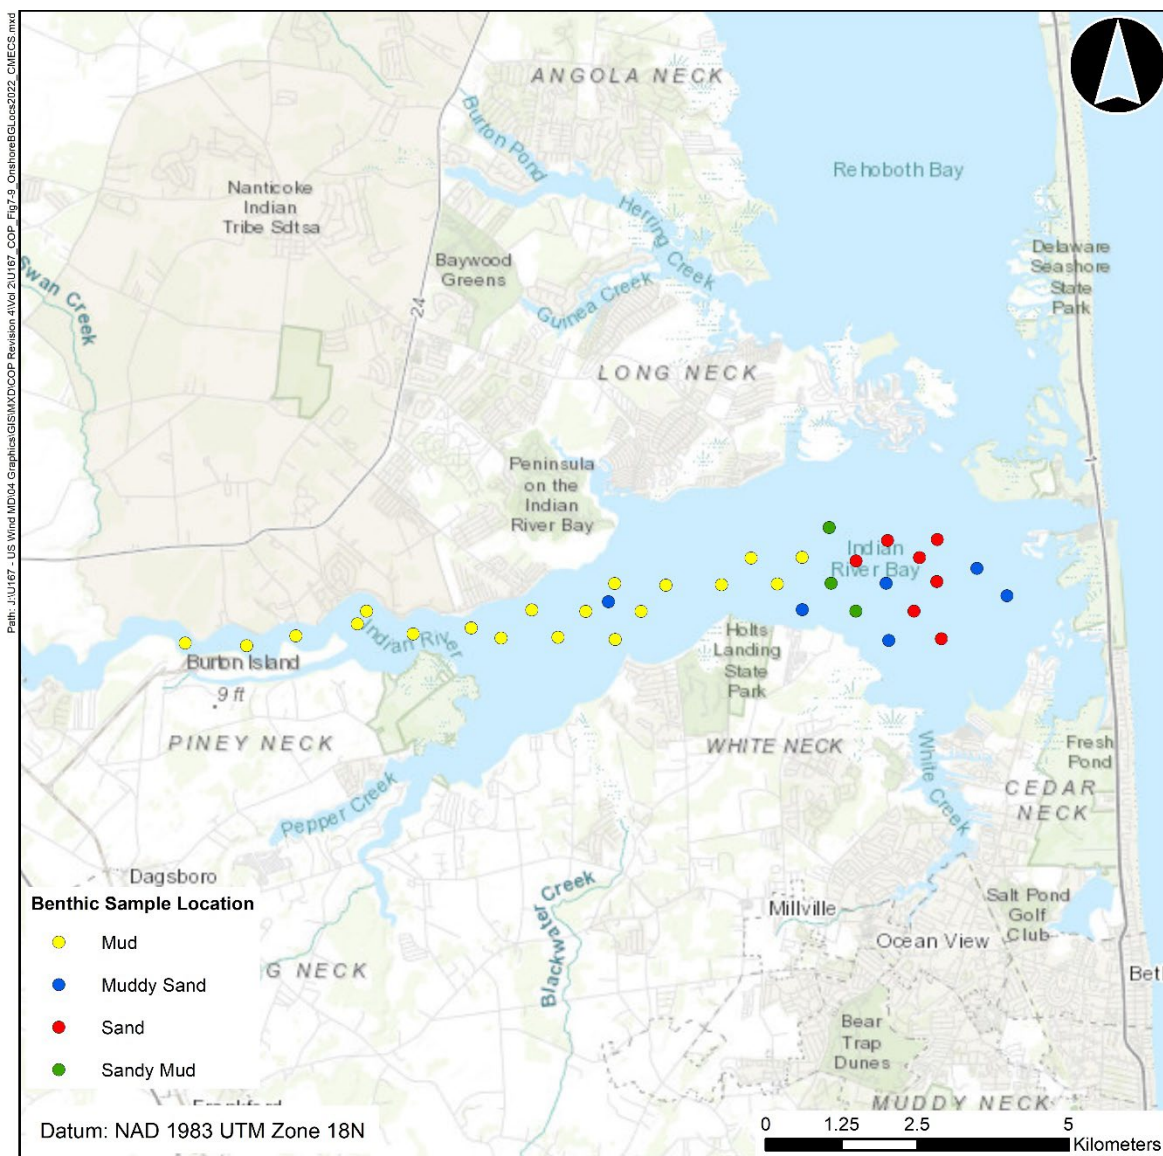 Path: J:\U167 - US Wind MD\04 Graphics\GIS\MXD\COP Revision 4\Vol 2\U167_COP_Fig7-9_OnshoreBGLocs2022_CMECS.mxd
ANGOLA NECK
Burton Pond
Rehoboth Bay
Nanticoke
Indian
Tribe Sdtsa
Herring Creek
Delaware
Seashore
State
Park
Swan Creek
Baywood
Greens
24
Guinea Creek
LONG NECK
Peninsula
on the
Indian
River Bay
1
Indian
River Bay
Indian River
Burton Island
9 ft
Holts
Landing
State
Park
PINEY NECK
WHITE NECK
White Creek
Fresh
Pond
CEDAR
NECK
Pepper Creek
Dagsboro
Blackwater Creek
Millville
Salt Pond
Golf
Club
Ocean View
Bet
G NECK
Bear
Trap
Dunes
MUDDY NECK
Benthic Sample Location
Mud
Muddy Sand
Sand
Sandy Mud
Datum: NAD 1983 UTM Zone 18N
0 1.25 2.5 5
Kilometers